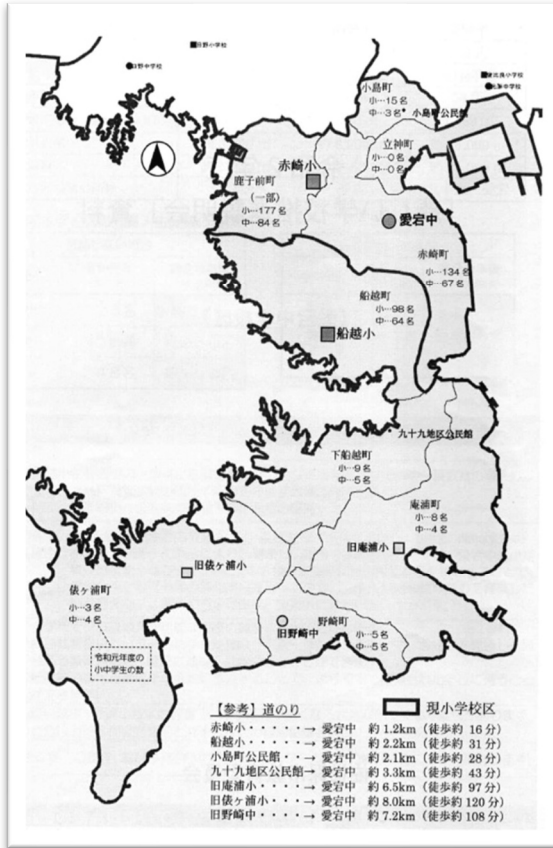 日野小学校
日野中学校
小島町
小…15名
中…3名
小島町公民館
立神町
小…0名
中…0名
赤崎小
鹿子前町
(一部)
小…177名
中…84名
愛宕中
赤崎町
小…134名
中…67名
船越町
小…98名
中…64名
船越小
九十九地区公民館
下船越町
小…9名
中…5名
庵浦町
小…8名
中…4名
旧庵浦小
旧俵ヶ浦小
俵ヶ浦町
小…3名
中…4名
旧野崎中
野崎町
小…5名
中…5名
令和元年度の
小中学生の数
【参考】道のり
現小学校区
赤崎小・・・・・・→ 愛宕中 約1.2km(徒歩約 16分)
船越小・・・・・・→ 愛宕中 約2.2km(徒歩約 31分)
小島町公民館・・・→ 愛宕中 約2.1km(徒歩約 28分)
九十九地区公民館→ 愛宕中 約3.3km(徒歩約 43分)
旧庵浦小・・・・→ 愛宕中 約6.5km(徒歩約 97分)
旧俵ヶ浦小・・・・→ 愛宕中 約8.0km(徒歩約120分)
旧野崎中・・・・・→ 愛宕中 約7.2km(徒歩約108分)